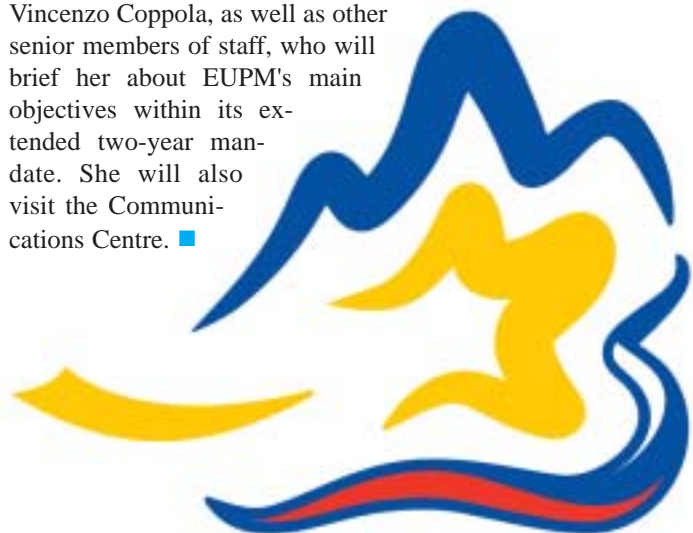 Vincenzo Coppola, as well as other
senior members of staff, who will
brief her about EUPM's main
objectives within its ex-
tended two-year man-
date. She will also
visit the Communi-
cations Centre. ■